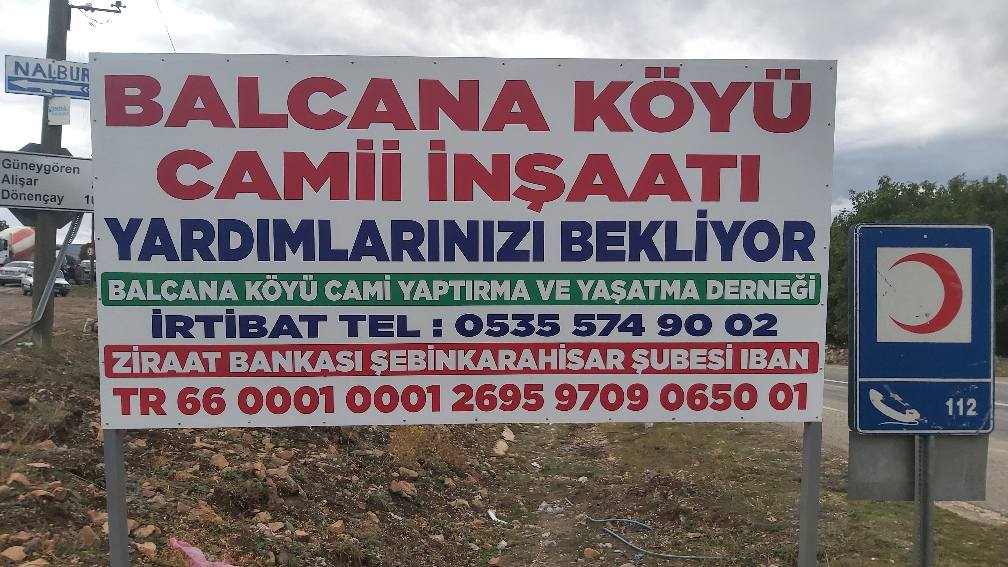 NALBUR
Güneygören
Alişar
Dönençay
BALCANA KÖYÜ
CAMİİ İNŞAATI
YARDIMLARINIZI BEKLİYOR
BALCANA KÖYÜ CAMİ YAPTIRMA VE YAŞATMA DERNEĞİ
İRTİBAT TEL : 0535 574 90 02
ZİRAAT BANKASI ŞEBİNKARAHİSAR ŞUBESİ IBAN
TR 66 0001 0001 2695 9709 0650 01
112